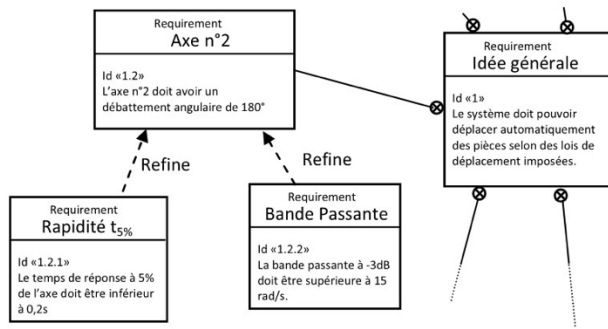 Requirement
Axe n°2
Id «1.2»
L'axe n°2 doit avoir un
débattement angulaire de 180°
Requirement
Idée générale
Id «1»
Le système doit pouvoir
déplacer automatiquement
des pièces selon des lois de
déplacement imposées.
Refine
Refine
Requirement
Rapidité t5%
Id «1.2.1»
Le temps de réponse à 5%
de l'axe doit être inférieur
à 0,2s
Requirement
Bande Passante
Id «1.2.2»
La bande passante à -3dB
doit être supérieure à 15
rad/s.